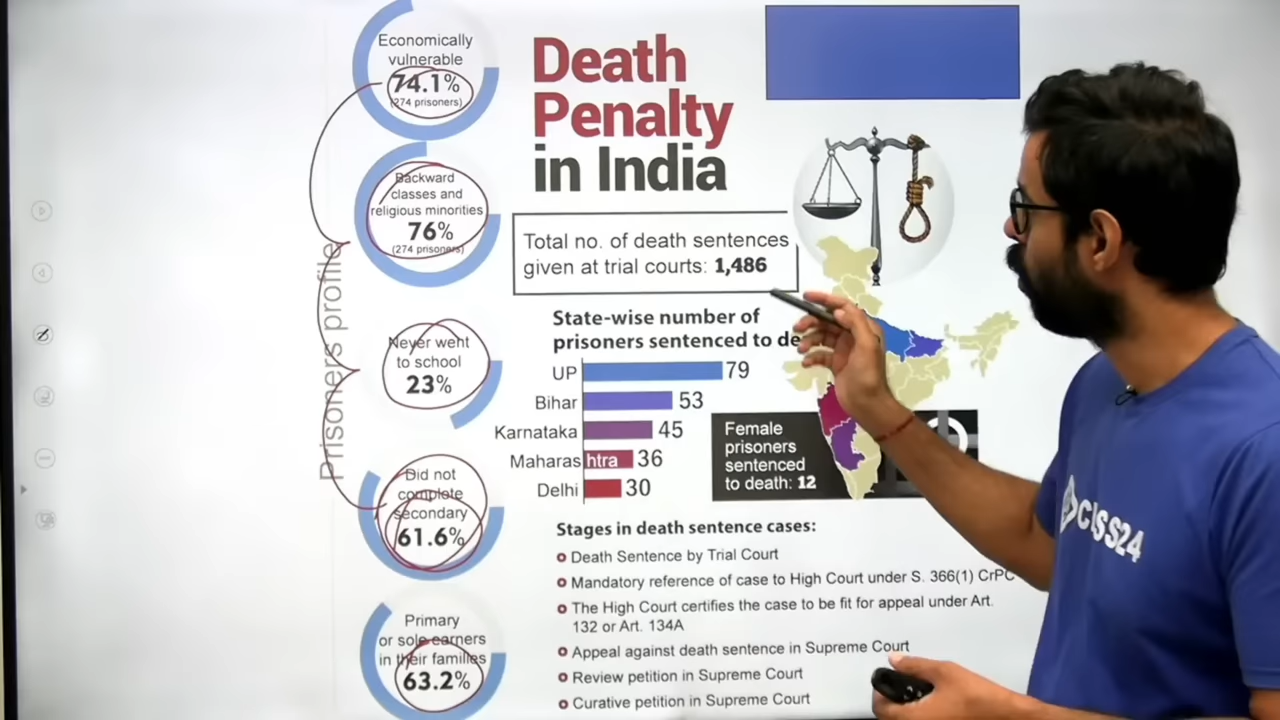 Economically
vulnerable
74.1%
(274 prisoners)
Backward
classes and
religious minorities
76%
(274 prisoners)
Never went
to school
23%
Did not
complete
secondary
61.6%
Primary
or sole earners
in their families
63.2%
Prisoners profile
Death
Penalty
in India
Total no. of death sentences
given at trial courts: 1,486
State-wise number of
prisoners sentenced to de
UP 79
Bihar 53
Karnataka 45
Maharashtra 36
Delhi 30
Female
prisoners
sentenced
to death: 12
Stages in death sentence cases:
Death Sentence by Trial Court
Mandatory reference of case to High Court under S. 366(1) CrPC
The High Court certifies the case to be fit for appeal under Art.
132 or Art. 134A
Appeal against death sentence in Supreme Court
Review petition in Supreme Court
Curative petition in Supreme Court
CLASS24